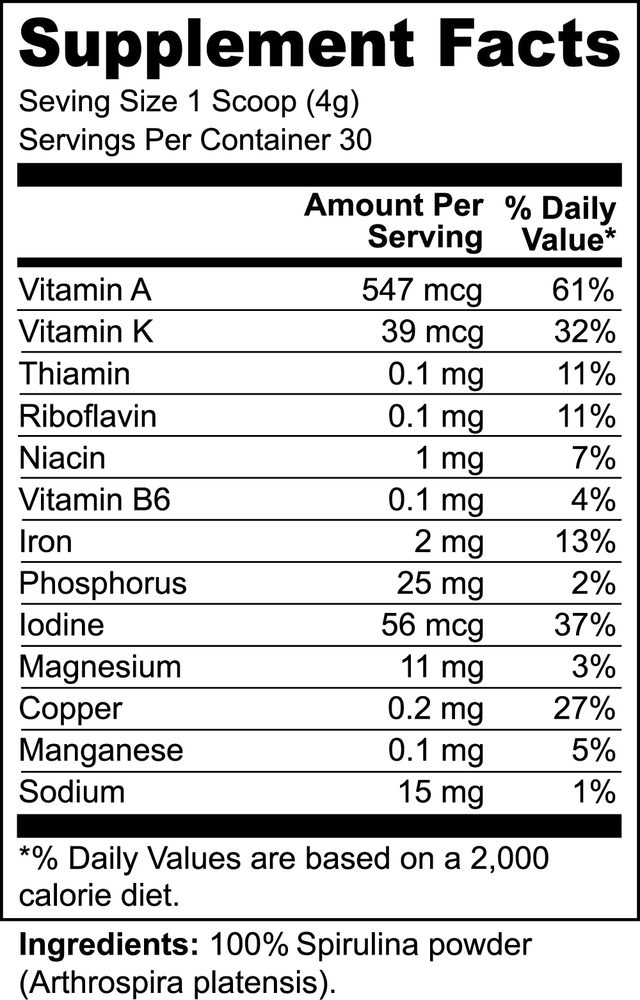 Supplement Facts
Seving Size 1 Scoop (4g)
Servings Per Container 30
Amount Per Serving % Daily Value*
Vitamin A 547 mcg 61%
Vitamin K 39 mcg 32%
Thiamin 0.1 mg 11%
Riboflavin 0.1 mg 11%
Niacin 1 mg 7%
Vitamin B6 0.1 mg 4%
Iron 2 mg 13%
Phosphorus 25 mg 2%
Iodine 56 mcg 37%
Magnesium 11 mg 3%
Copper 0.2 mg 27%
Manganese 0.1 mg 5%
Sodium 15 mg 1%
*% Daily Values are based on a 2,000
calorie diet.
Ingredients: 100% Spirulina powder
(Arthrospira platensis).